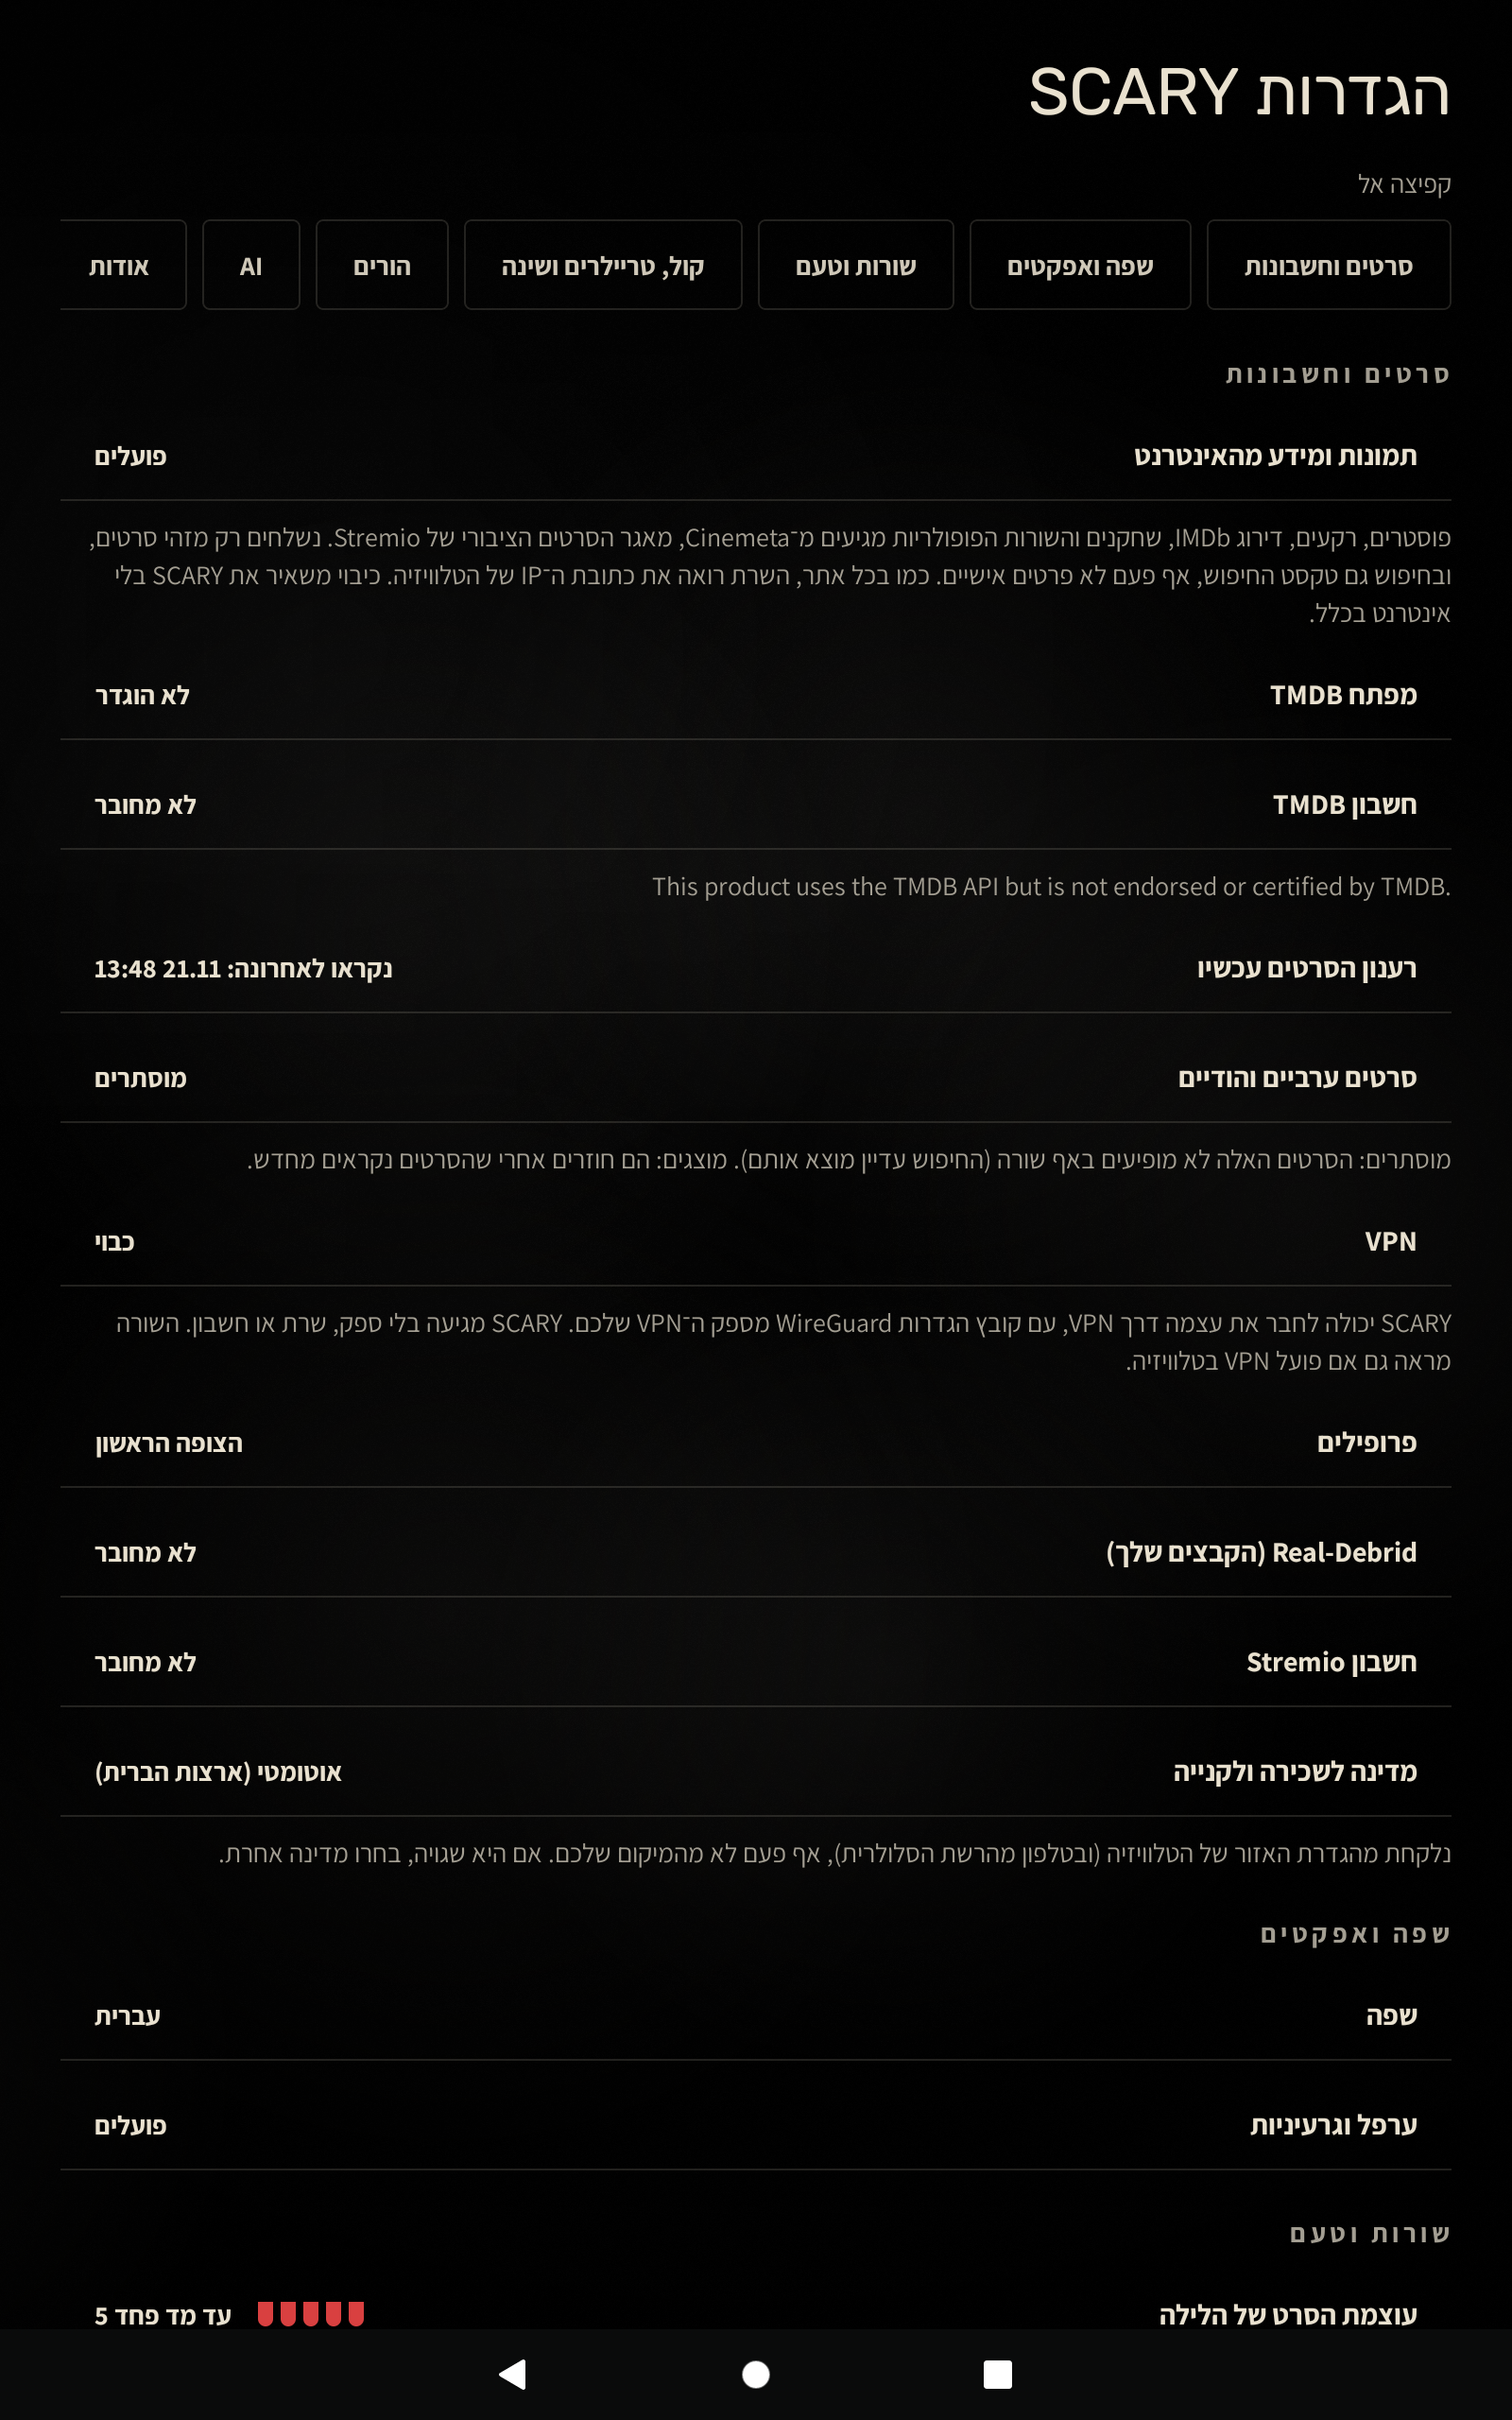 הגדרות SCARY
קפיצה אל
סרטים וחשבונות
שפה ואפקטים
שורות וטעם
קול, טריילרים ושינה
הורים
AI
אודות
סרטים וחשבונות
תמונות ומידע מהאינטרנט
פועלים
פוסטרים, רקעים, דירוג IMDb, שחקנים והשורות הפופולריות מגיעים מ־Cinemeta, מאגר הסרטים הציבורי של Stremio. נשלחים רק מזהי סרטים,
ובחיפוש גם טקסט החיפוש, אף פעם לא פרטים אישיים. כמו בכל אתר, השרת רואה את כתובת ה־IP של הטלוויזיה. כיבוי משאיר את SCARY בלי
אינטרנט בכלל.
מפתח TMDB
לא הוגדר
חשבון TMDB
לא מחובר
This product uses the TMDB API but is not endorsed or certified by TMDB.
רענון הסרטים עכשיו
נקראו לאחרונה: 21.11 13:48
סרטים ערביים והודיים
מוסתרים
מוסתרים: הסרטים האלה לא מופיעים באף שורה (החיפוש עדיין מוצא אותם). מוצגים: הם חוזרים אחרי שהסרטים נקראים מחדש.
VPN
כבוי
SCARY יכולה לחבר את עצמה דרך VPN, עם קובץ הגדרות WireGuard מספק ה־VPN שלכם. SCARY מגיעה בלי ספק, שרת או חשבון. השורה
מראה גם אם פועל VPN בטלוויזיה.
פרופילים
הצופה הראשון
Real-Debrid (הקבצים שלך)
לא מחובר
חשבון Stremio
לא מחובר
מדינה לשכירה ולקנייה
אוטומטי (ארצות הברית)
נלקחת מהגדרת האזור של הטלוויזיה (ובטלפון מהרשת הסלולרית), אף פעם לא מהמיקום שלכם. אם היא שגויה, בחרו מדינה אחרת.
שפה ואפקטים
שפה
עברית
ערפל וגרעיניות
פועלים
שורות וטעם
עוצמת הסרט של הלילה
עד מד פחד 5